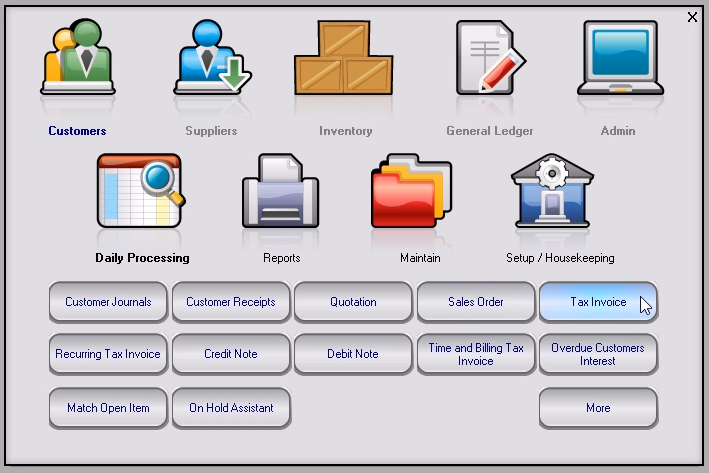 X
Customers
Suppliers
Inventory
General Ledger
Admin
Daily Processing
Reports
Maintain
Setup / Housekeeping
Customer Journals
Customer Receipts
Quotation
Sales Order
Tax Invoice
Recurring Tax Invoice
Credit Note
Debit Note
Time and Billing Tax
Invoice
Overdue Customers
Interest
Match Open Item
On Hold Assistant
More